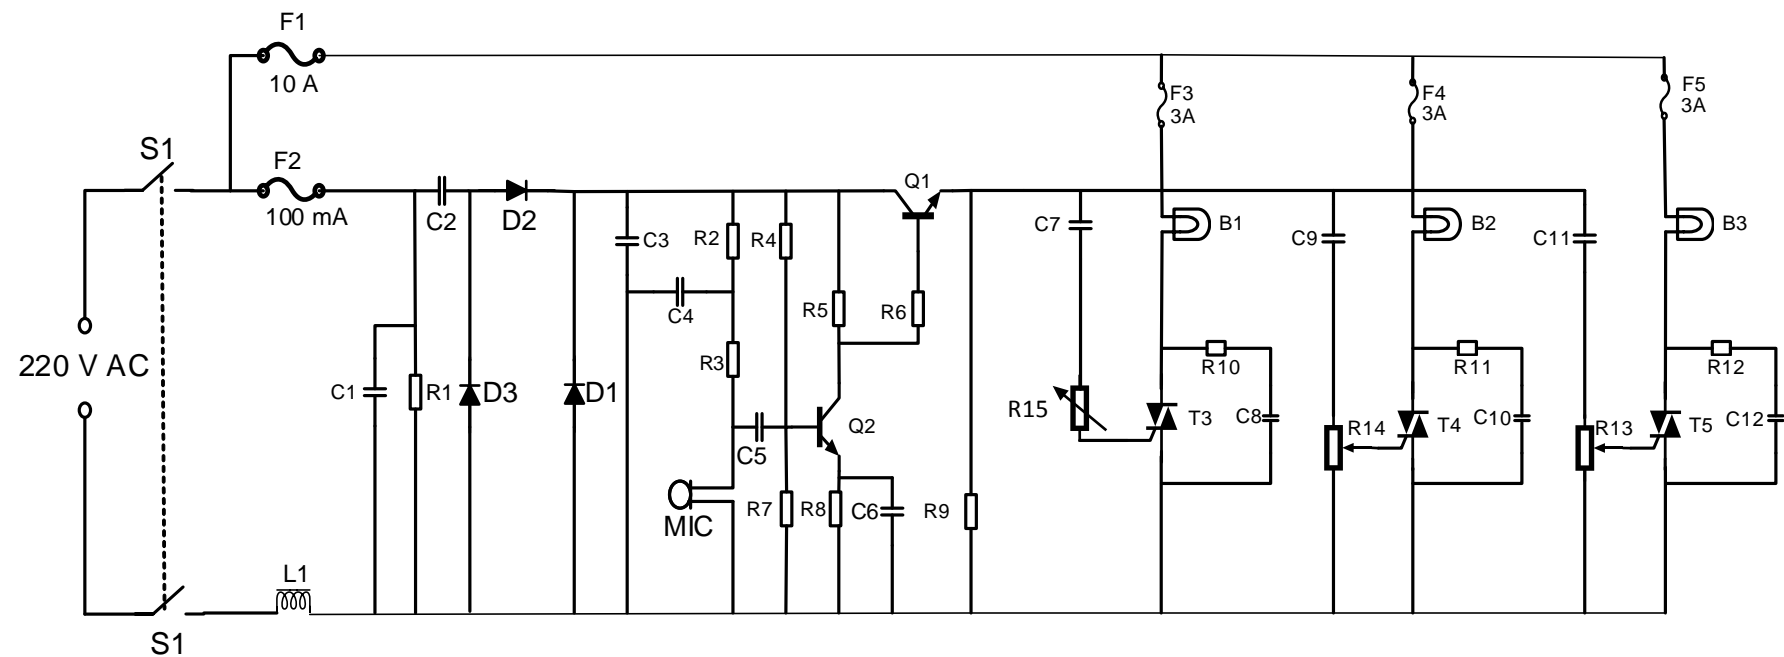 F1
10 A
F3
3A
F4
3A
F5
3A
S1
F2
100 mA
C2
D2
Q1
C3
R2
R4
C7
B1
C9
B2
C11
B3
C4
R5
R6
220 V AC
R3
R10
R11
R12
C1
R1
D3
D1
R15
T3
C8
R14
T4
C10
R13
T5
C12
Q2
C5
MIC
R7
R8
C6
R9
L1
S1